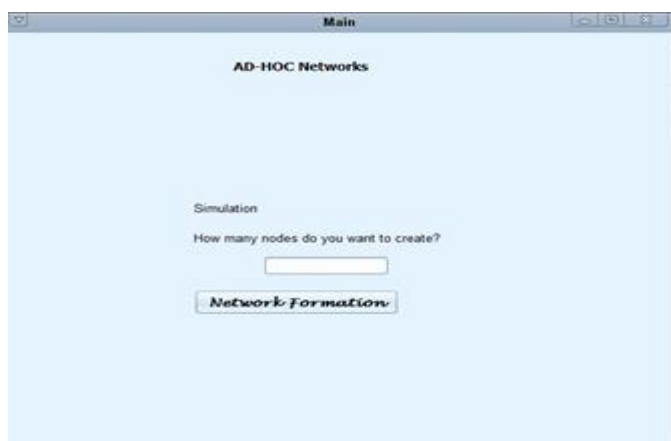 Main
AD-HOC Networks
Simulation
How many nodes do you want to create?
Network Formation